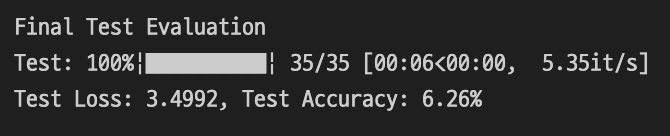 Final Test Evaluation
Test: 100%|██████████| 35/35 [00:06<00:00,  5.35it/s]
Test Loss: 3.4992, Test Accuracy: 6.26%